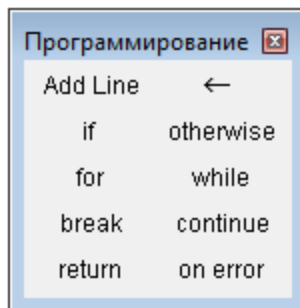 Программирование
Add Line ←
if otherwise
for while
break continue
return on error